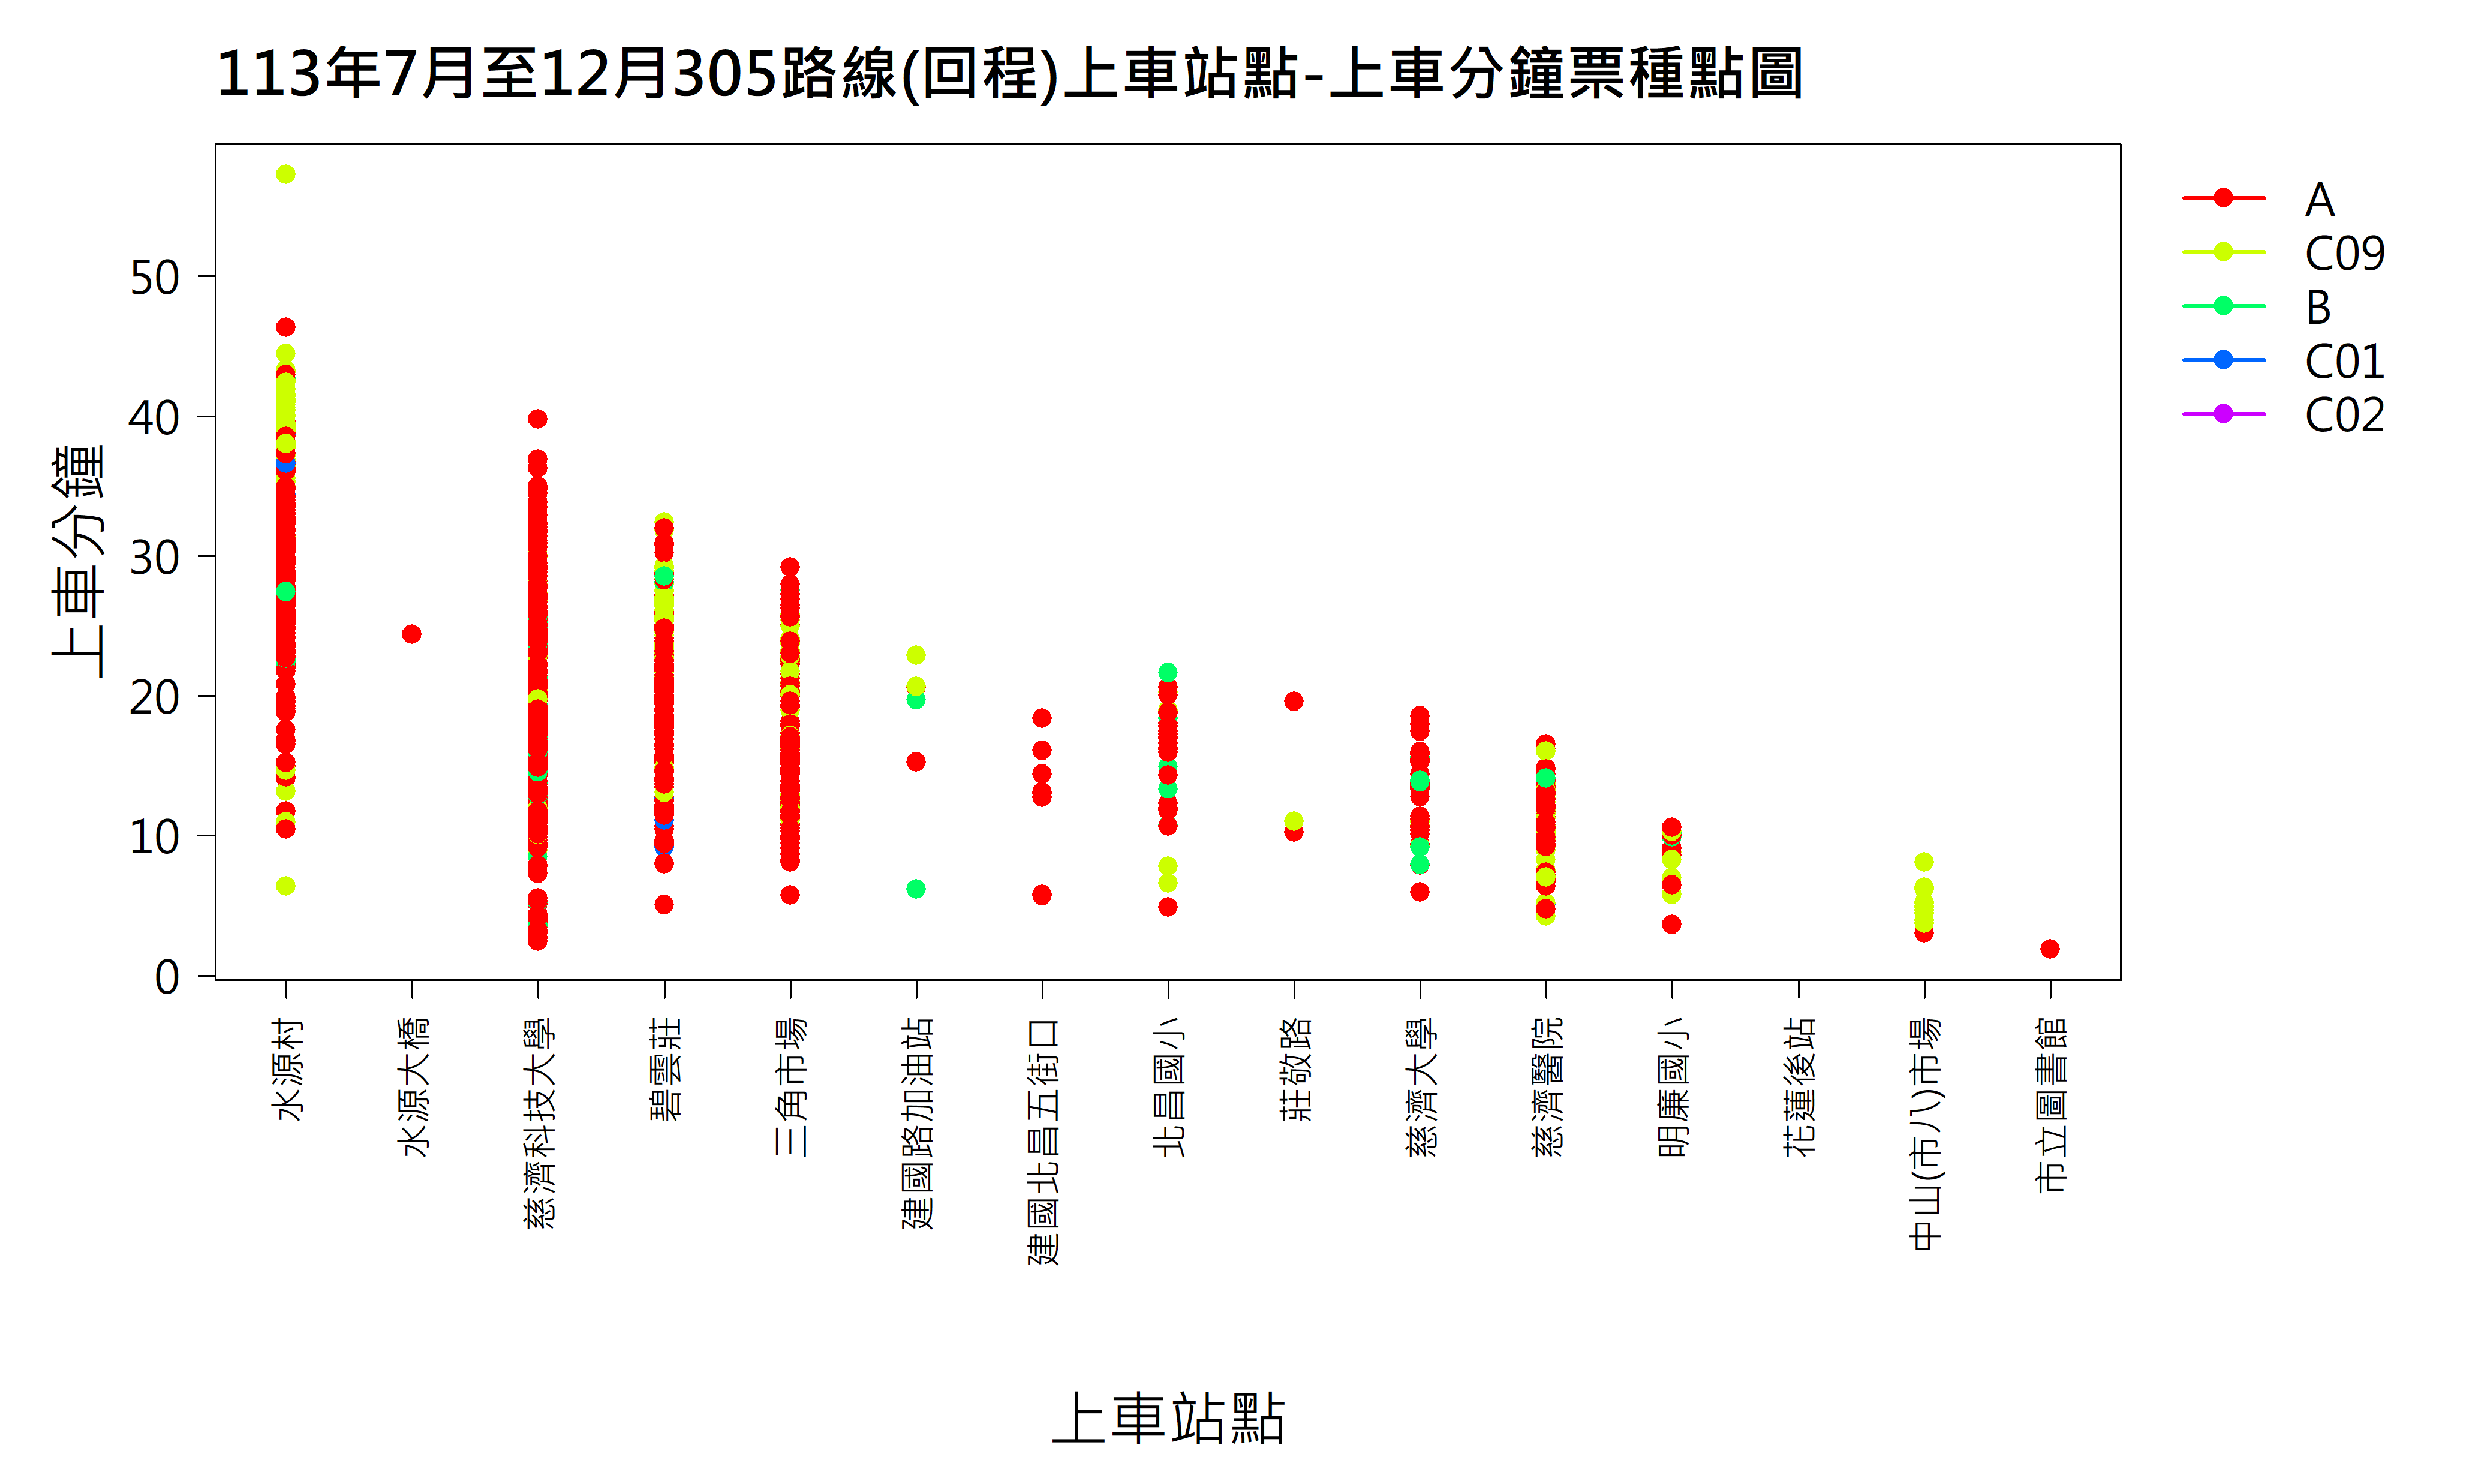 113年7月至12月305路線(回程)上車站點-上車分鐘票種點圖
A
C09
B
C01
C02
上車分鐘
50
40
30
20
10
0
水源村
水源大橋
慈濟科技大學
碧雲莊
三角市場
建國路加油站
建國北昌五街口
北昌國小
莊敬路
慈濟大學
慈濟醫院
明廉國小
花蓮後站
中山(市八)市場
市立圖書館
上車站點